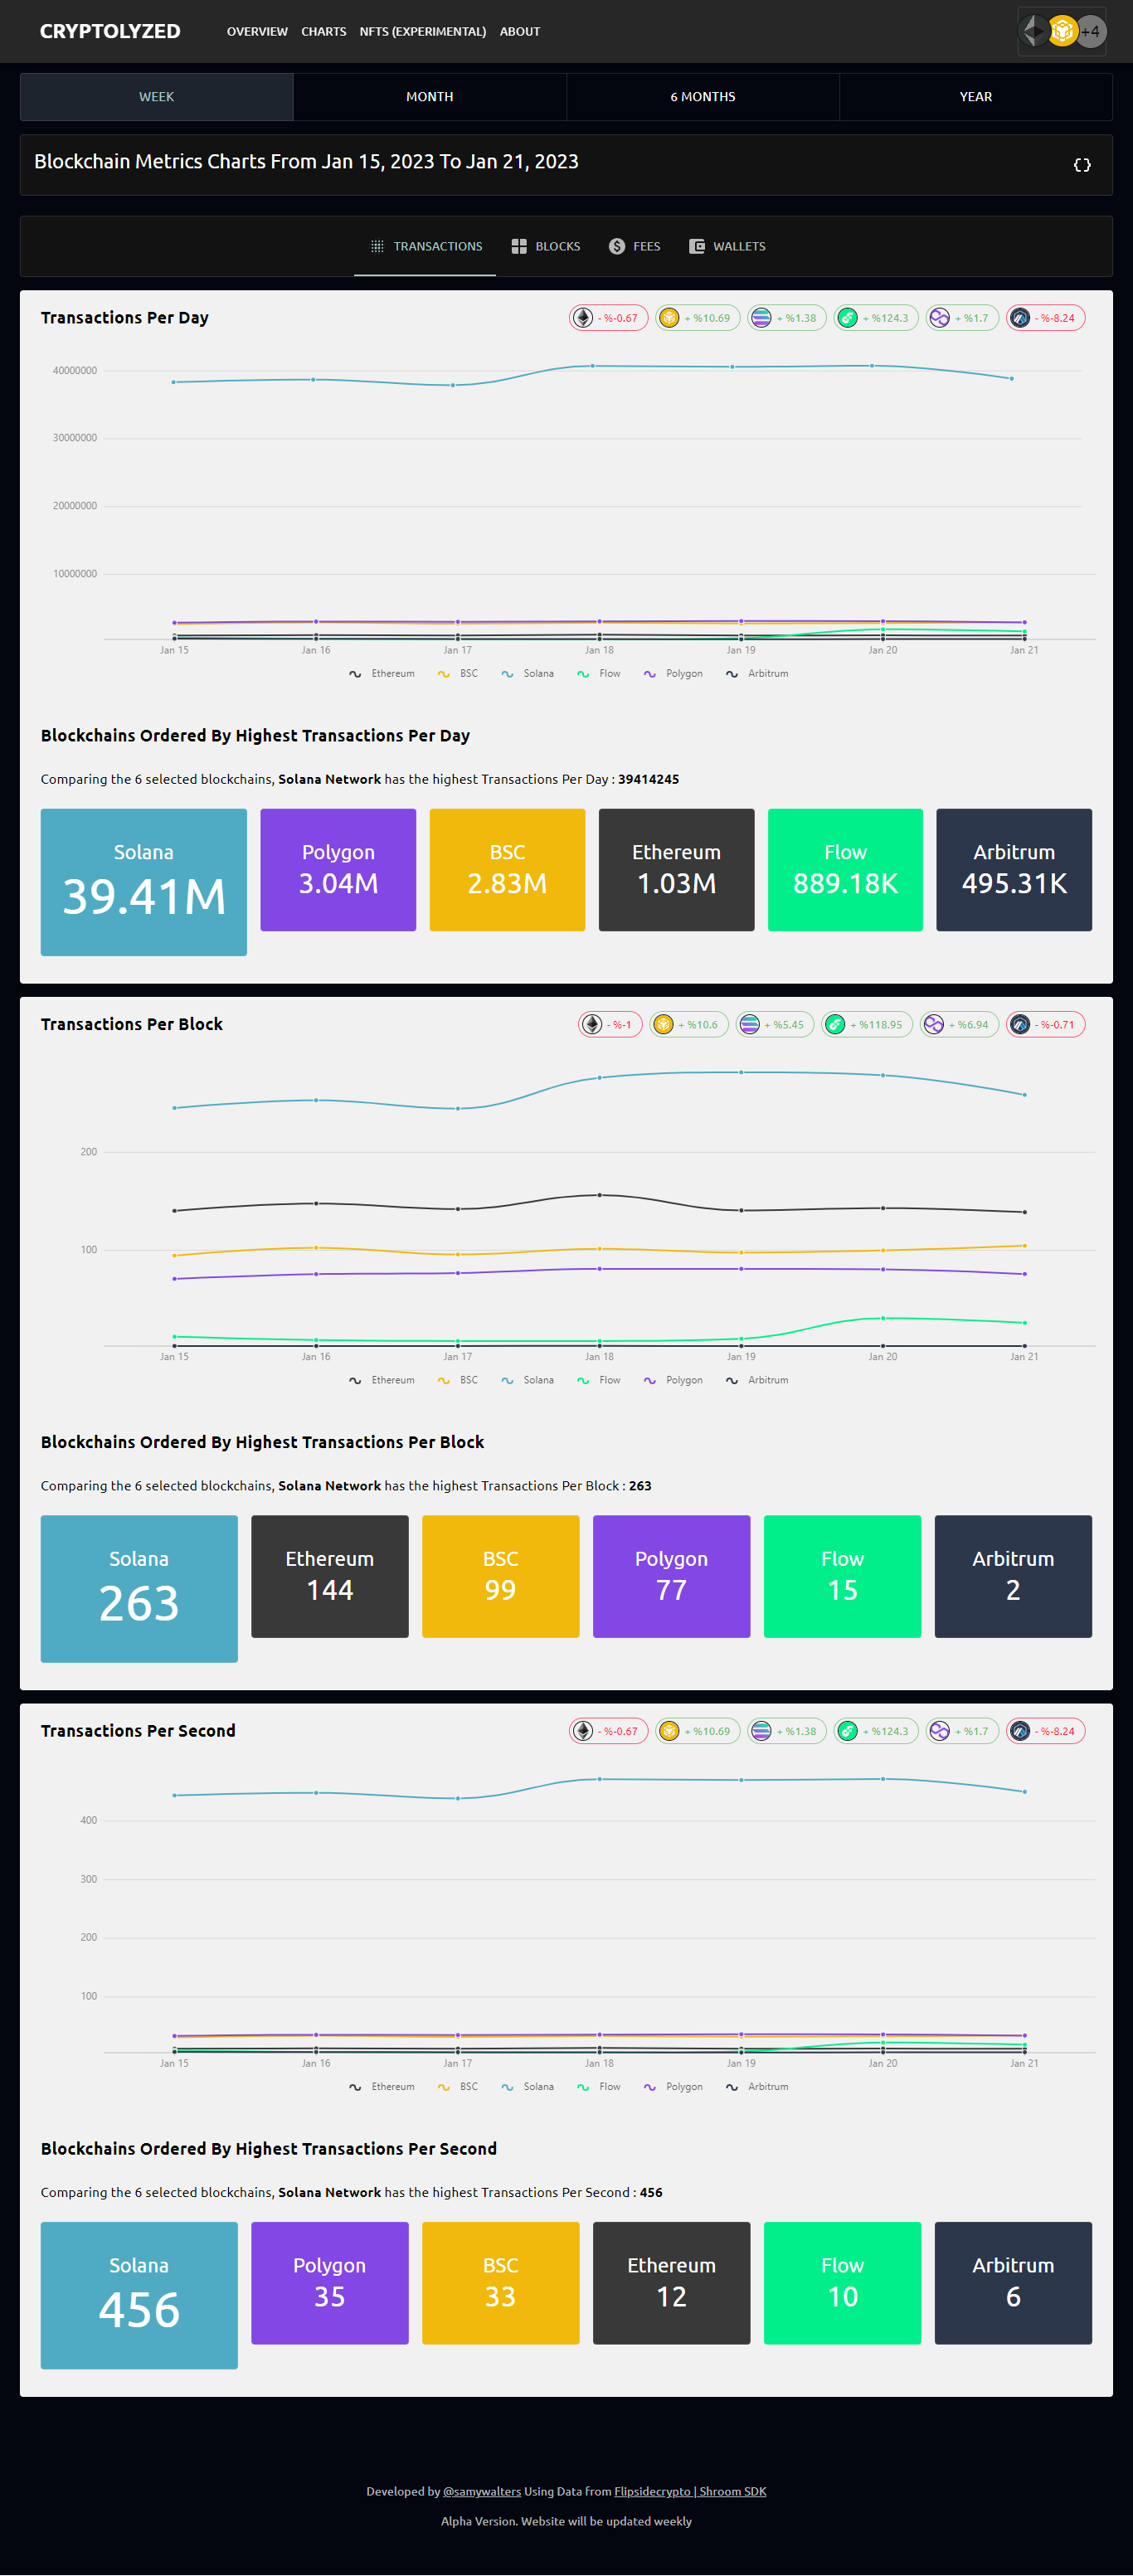 CRYPTOLYZED OVERVIEW CHARTS NFTS (EXPERIMENTAL) ABOUT +4
WEEK MONTH 6 MONTHS YEAR
Blockchain Metrics Charts From Jan 15, 2023 To Jan 21, 2023
TRANSACTIONS BLOCKS FEES WALLETS
Transactions Per Day - %-0.67 + %10.69 + %1.38 + %124.3 + %1.7 - %-8.24
40000000
30000000
20000000
10000000
Jan 15 Jan 16 Jan 17 Jan 18 Jan 19 Jan 20 Jan 21
Ethereum BSC Solana Flow Polygon Arbitrum
Blockchains Ordered By Highest Transactions Per Day
Comparing the 6 selected blockchains, Solana Network has the highest Transactions Per Day : 39414245
Solana Polygon BSC Ethereum Flow Arbitrum
39.41M 3.04M 2.83M 1.03M 889.18K 495.31K
Transactions Per Block - %-1 + %10.6 + %5.45 + %118.95 + %6.94 - %-0.71
200
100
Jan 15 Jan 16 Jan 17 Jan 18 Jan 19 Jan 20 Jan 21
Ethereum BSC Solana Flow Polygon Arbitrum
Blockchains Ordered By Highest Transactions Per Block
Comparing the 6 selected blockchains, Solana Network has the highest Transactions Per Block : 263
Solana Ethereum BSC Polygon Flow Arbitrum
263 144 99 77 15 2
Transactions Per Second - %-0.67 + %10.69 + %1.38 + %124.3 + %1.7 - %-8.24
400
300
200
100
Jan 15 Jan 16 Jan 17 Jan 18 Jan 19 Jan 20 Jan 21
Ethereum BSC Solana Flow Polygon Arbitrum
Blockchains Ordered By Highest Transactions Per Second
Comparing the 6 selected blockchains, Solana Network has the highest Transactions Per Second : 456
Solana Polygon BSC Ethereum Flow Arbitrum
456 35 33 12 10 6
Developed by @samywalters Using Data from Flipsidecrypto | Shroom SDK
Alpha Version. Website will be updated weekly